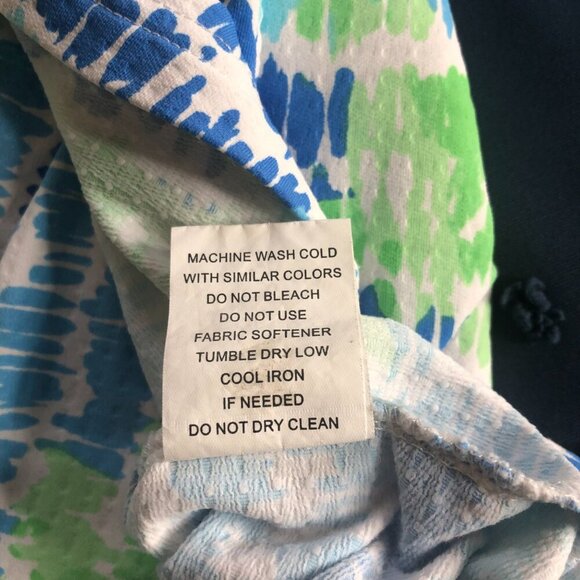 MACHINE WASH COLD
WITH SIMILAR COLORS
DO NOT BLEACH
DO NOT USE
FABRIC SOFTENER
TUMBLE DRY LOW
COOL IRON
IF NEEDED
DO NOT DRY CLEAN